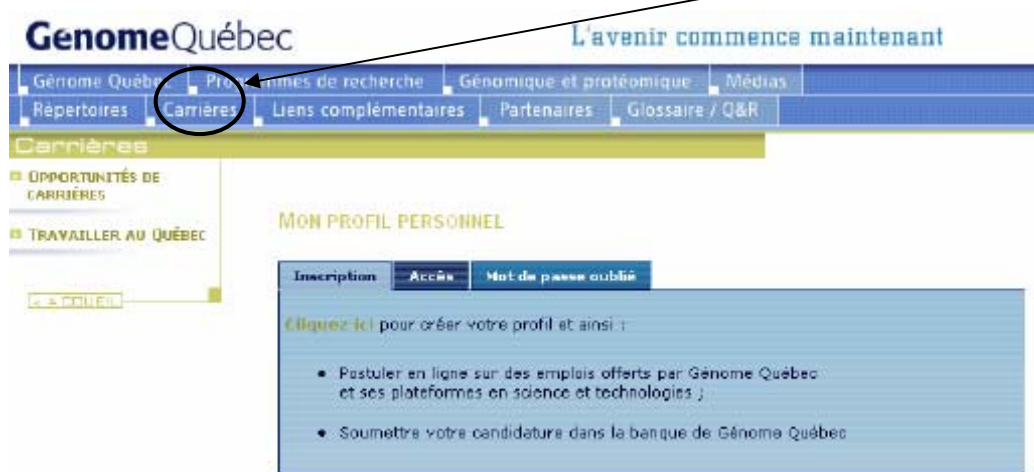 GenomeQuébec
L'avenir commence maintenant
Génome Québec Programmes de recherche Génomique et protéomique Médias
Répertoires Carrières Liens complémentaires Partenaires Glossaire / Q&R
Carrières
OPPORTUNITÉS DE
CARRIÈRES
TRAVAILLER AU QUÉBEC
< ACCUEIL
MON PROFIL PERSONNEL
Inscription Accès Mot de passe oublié
Cliquez ici pour créer votre profil et ainsi :
• Postuler en ligne sur des emplois offerts par Génome Québec
et ses plateformes en science et technologies ;
• Soumettre votre candidature dans la banque de Génome Québec